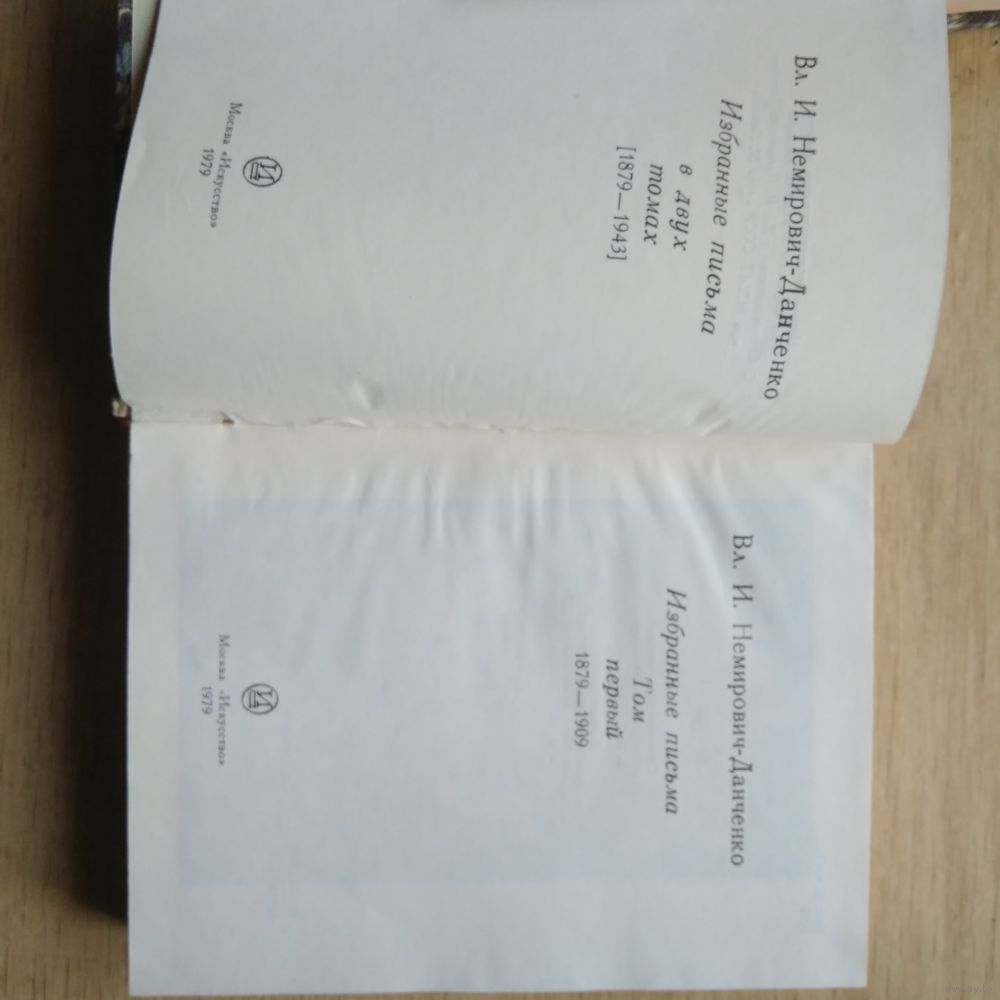 Вл. И. Немирович-Данченко
Избранные письма
в двух
томах
[1879—1943]
Москва «Искусство»
1979
Вл. И. Немирович-Данченко
Избранные письма
Том
первый
1879—1909
Москва «Искусство»
1979